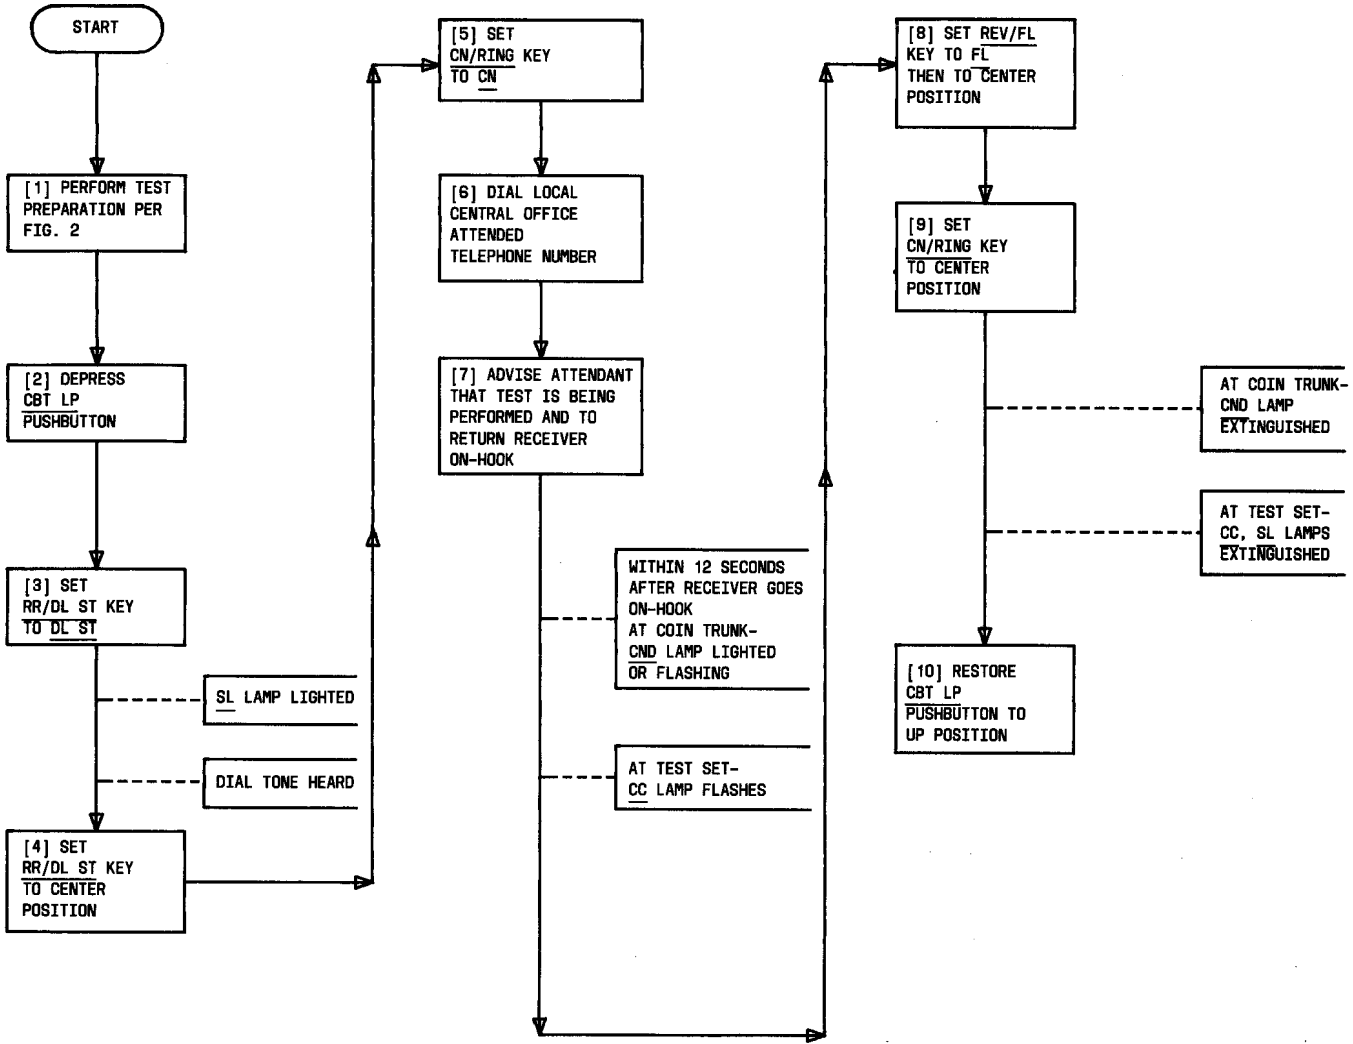 START
[1] PERFORM TEST
PREPARATION PER
FIG. 2
[2] DEPRESS
CBT LP
PUSHBUTTON
[3] SET
RR/DL ST KEY
TO DL ST
SL LAMP LIGHTED
DIAL TONE HEARD
[4] SET
RR/DL ST KEY
TO CENTER
POSITION
[5] SET
CN/RING KEY
TO CN
[6] DIAL LOCAL
CENTRAL OFFICE
ATTENDED
TELEPHONE NUMBER
[7] ADVISE ATTENDANT
THAT TEST IS BEING
PERFORMED AND TO
RETURN RECEIVER
ON-HOOK
WITHIN 12 SECONDS
AFTER RECEIVER GOES
ON-HOOK
AT COIN TRUNK-
CND LAMP LIGHTED
OR FLASHING
AT TEST SET-
CC LAMP FLASHES
[8] SET REV/FL
KEY TO FL
THEN TO CENTER
POSITION
[9] SET
CN/RING KEY
TO CENTER
POSITION
AT COIN TRUNK-
CND LAMP
EXTINGUISHED
AT TEST SET-
CC, SL LAMPS
EXTINGUISHED
[10] RESTORE
CBT LP
PUSHBUTTON TO
UP POSITION